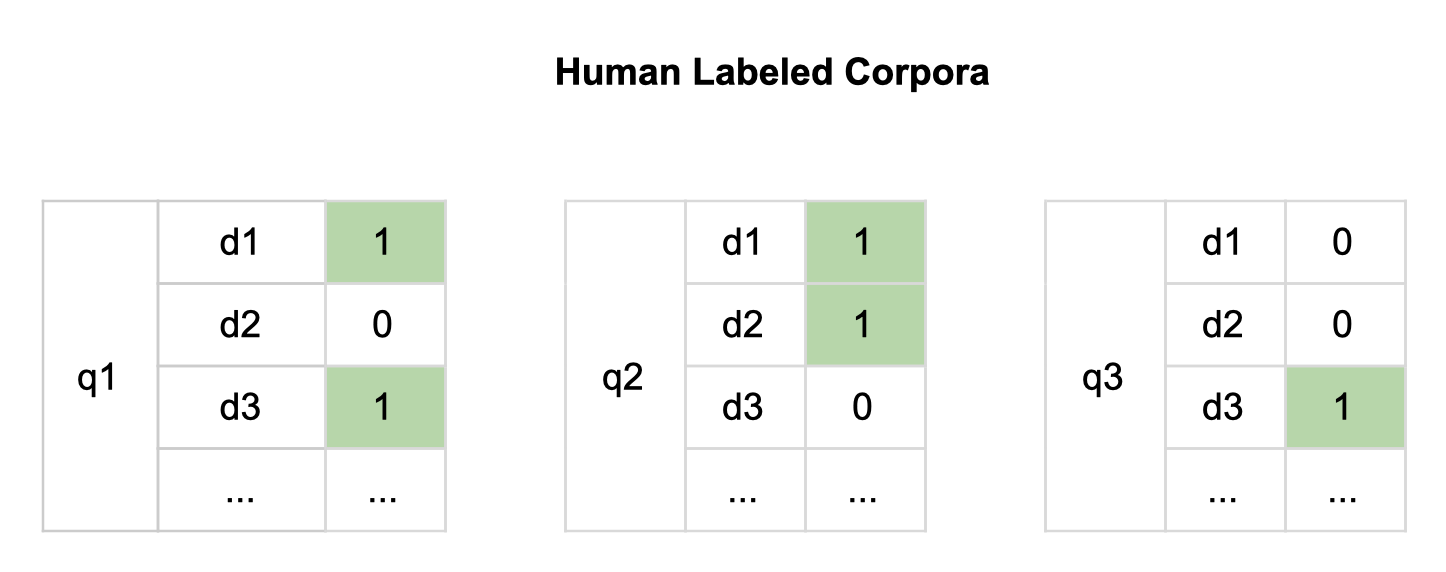 Human Labeled Corpora
d1 1 d1 1 d1 0
d2 0 d2 1 d2 0
q1 q2 q3
d3 1 d3 0 d3 1
... ... ... ... ... ...